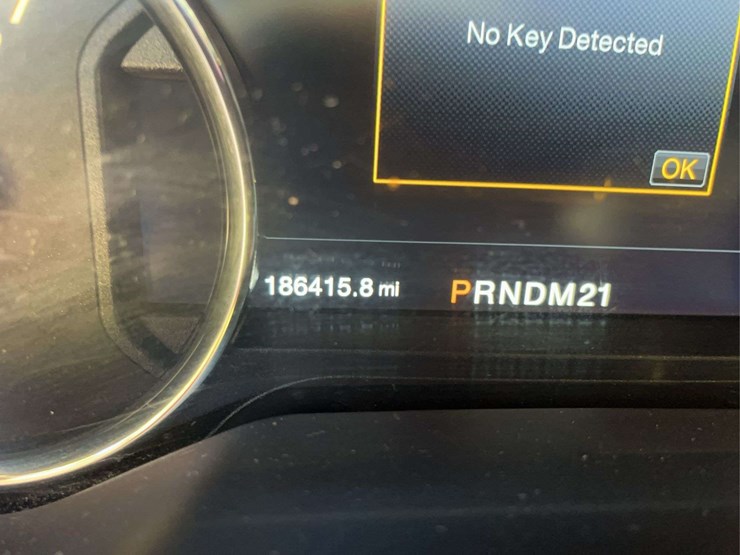 No Key Detected
OK
186415.8 mi PRNDM21